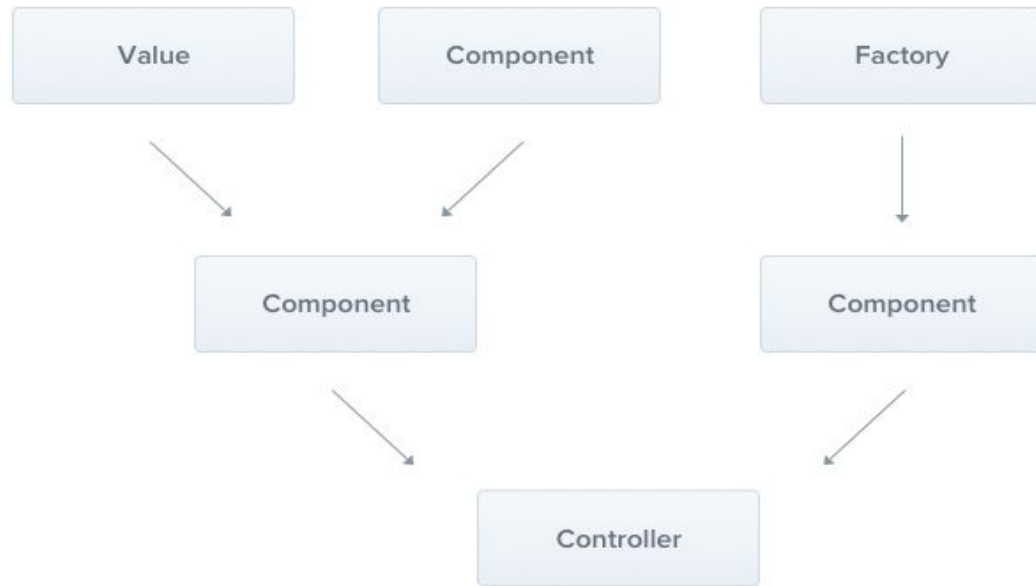 Value
Component
Factory
Component
Component
Controller